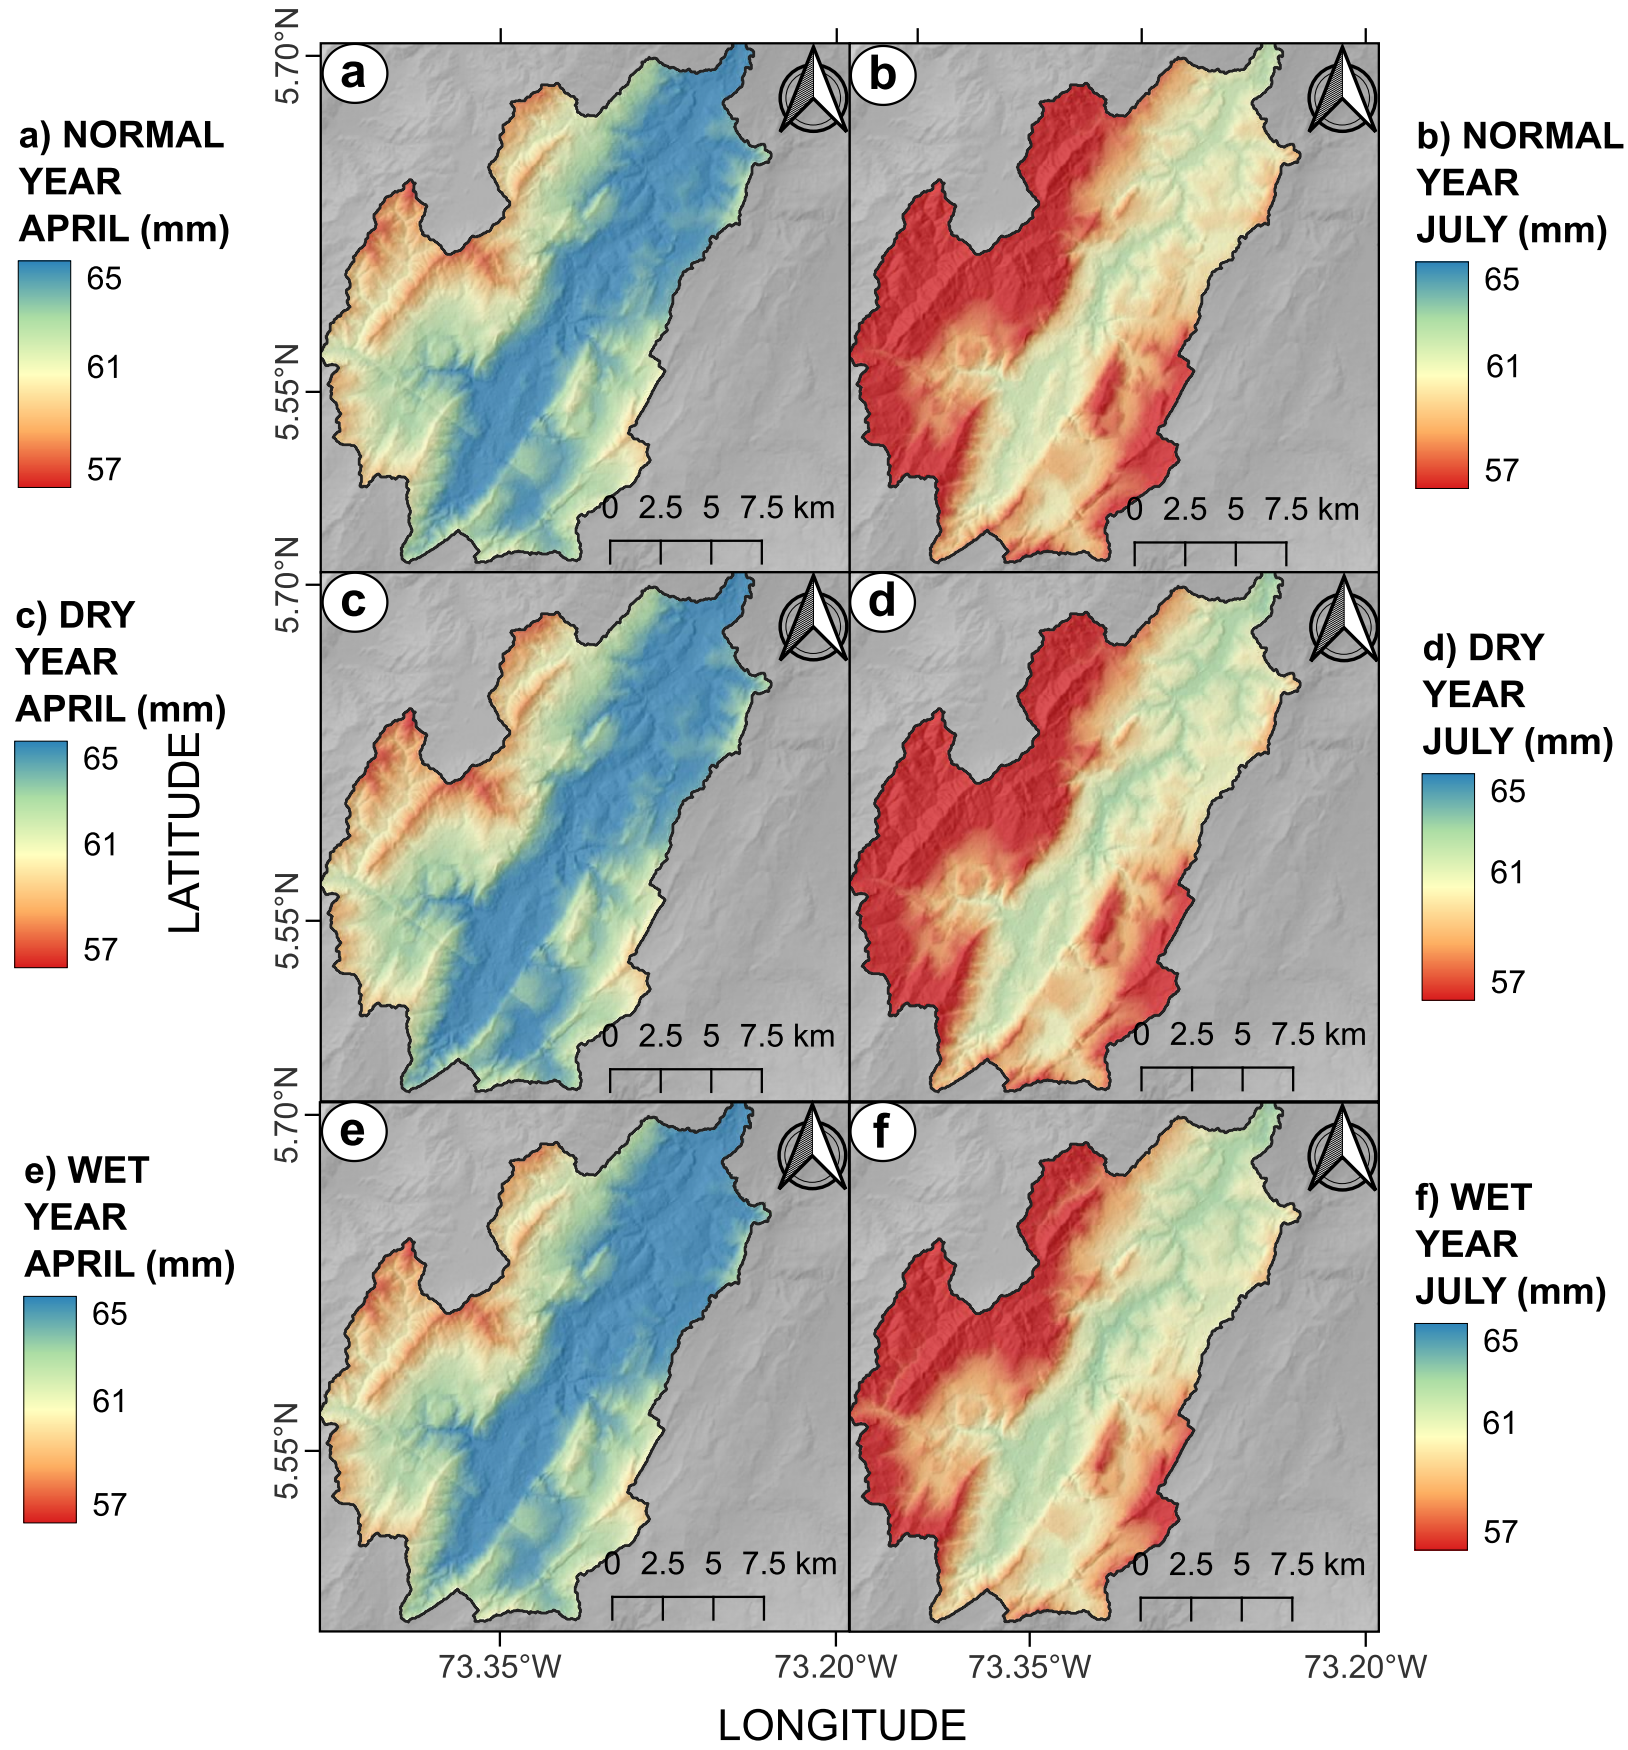 a
b
a) NORMAL
YEAR
APRIL (mm)
65
61
57
b) NORMAL
YEAR
JULY (mm)
65
61
57
5.70°N
5.55°N
0 2.5 5 7.5 km
0 2.5 5 7.5 km
c
d
c) DRY
YEAR
APRIL (mm)
65
61
57
d) DRY
YEAR
JULY (mm)
65
61
57
LATITUDE
5.70°N
5.55°N
0 2.5 5 7.5 km
0 2.5 5 7.5 km
e
f
e) WET
YEAR
APRIL (mm)
65
61
57
f) WET
YEAR
JULY (mm)
65
61
57
5.70°N
5.55°N
0 2.5 5 7.5 km
0 2.5 5 7.5 km
73.35°W 73.20°W 73.35°W 73.20°W
LONGITUDE